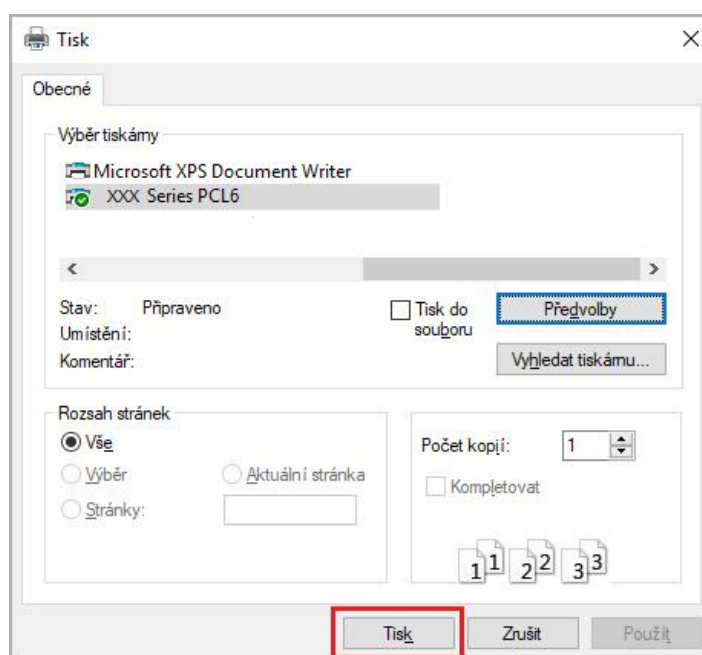 Tisk
Obecné
Výběr tiskárny
Microsoft XPS Document Writer
XXX Series PCL6
Stav: Připraveno
Umístění:
Komentář:
Tisk do souboru
Předvolby
Vyhledat tiskárnu...
Rozsah stránek
Vše
Výběr
Aktuální stránka
Stránky:
Počet kopií: 1
Kompletovat
1 1 2 2 3 3
Tisk
Zrušit
Použít